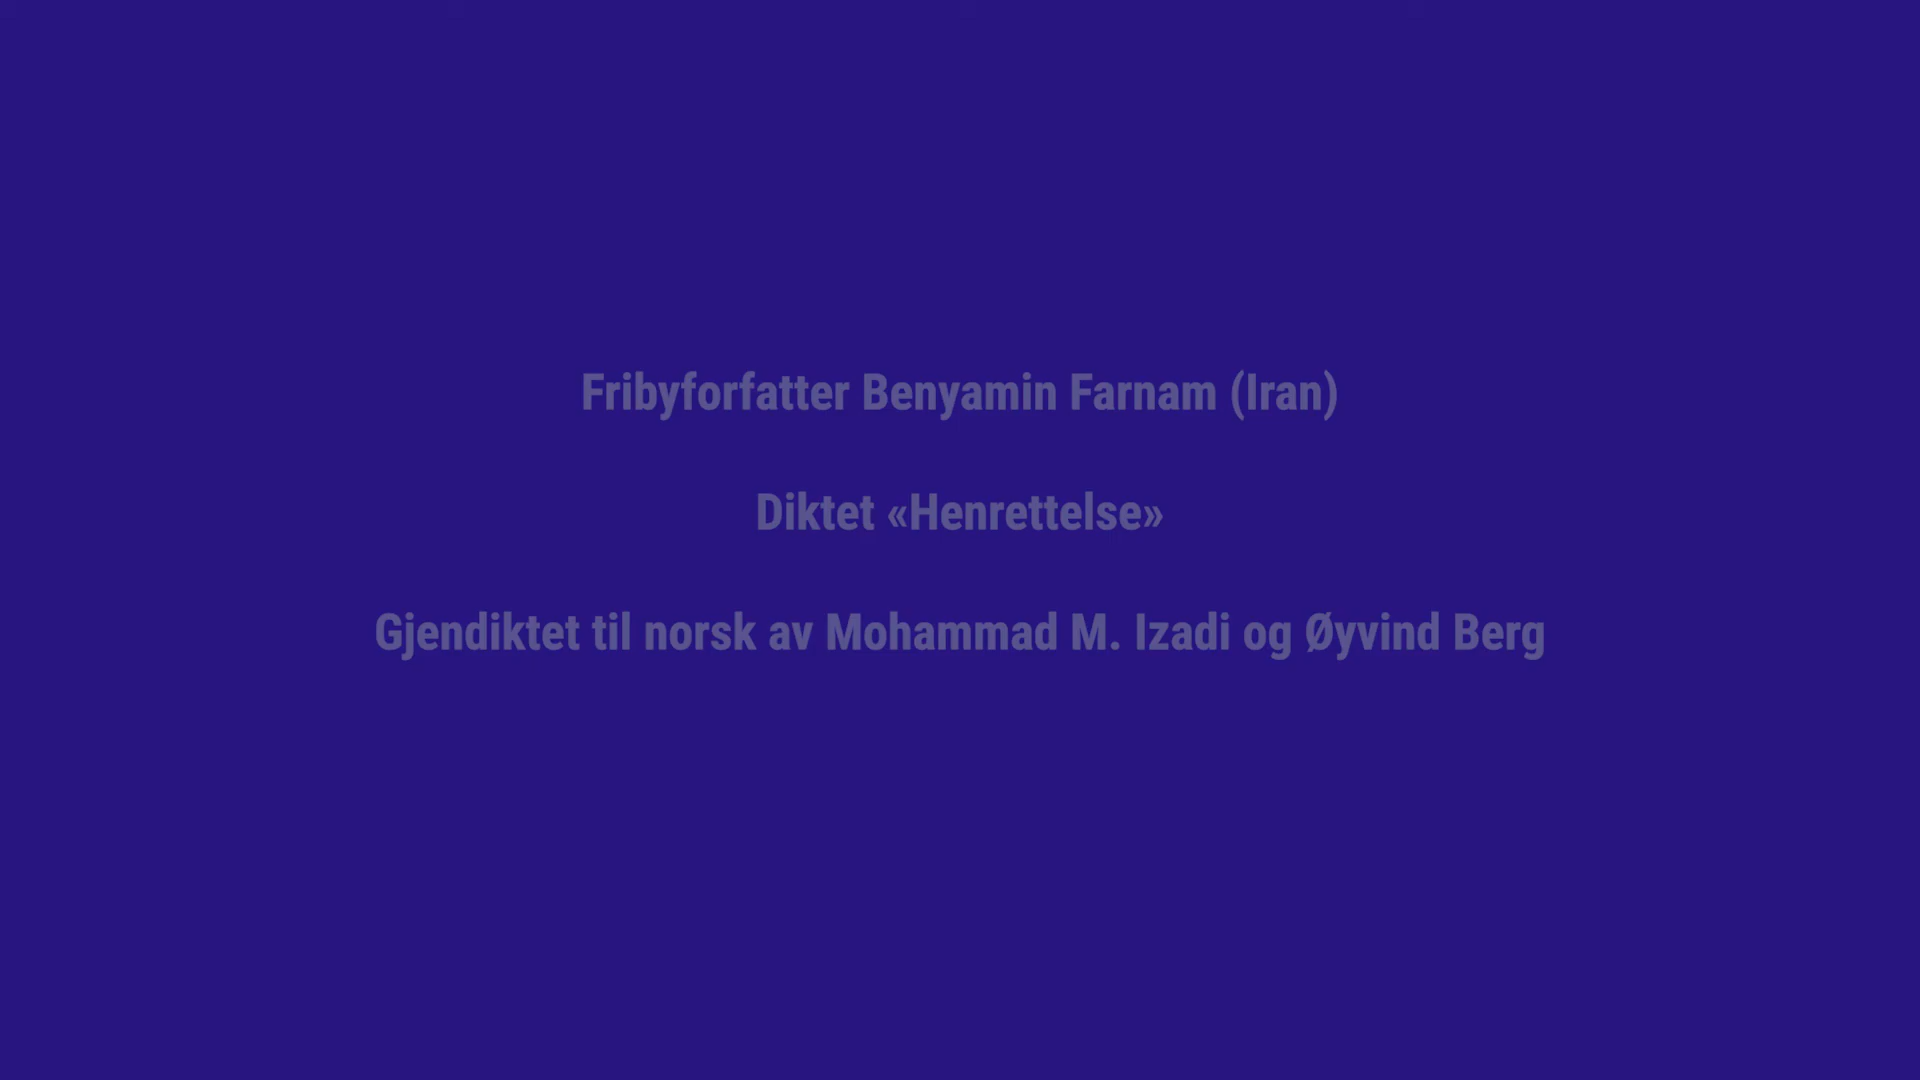 Fribyforfatter Benyamin Farnam (Iran)
Diktet «Henrettelse»
Gjendiktet til norsk av Mohammad M. Izadi og Øyvind Berg